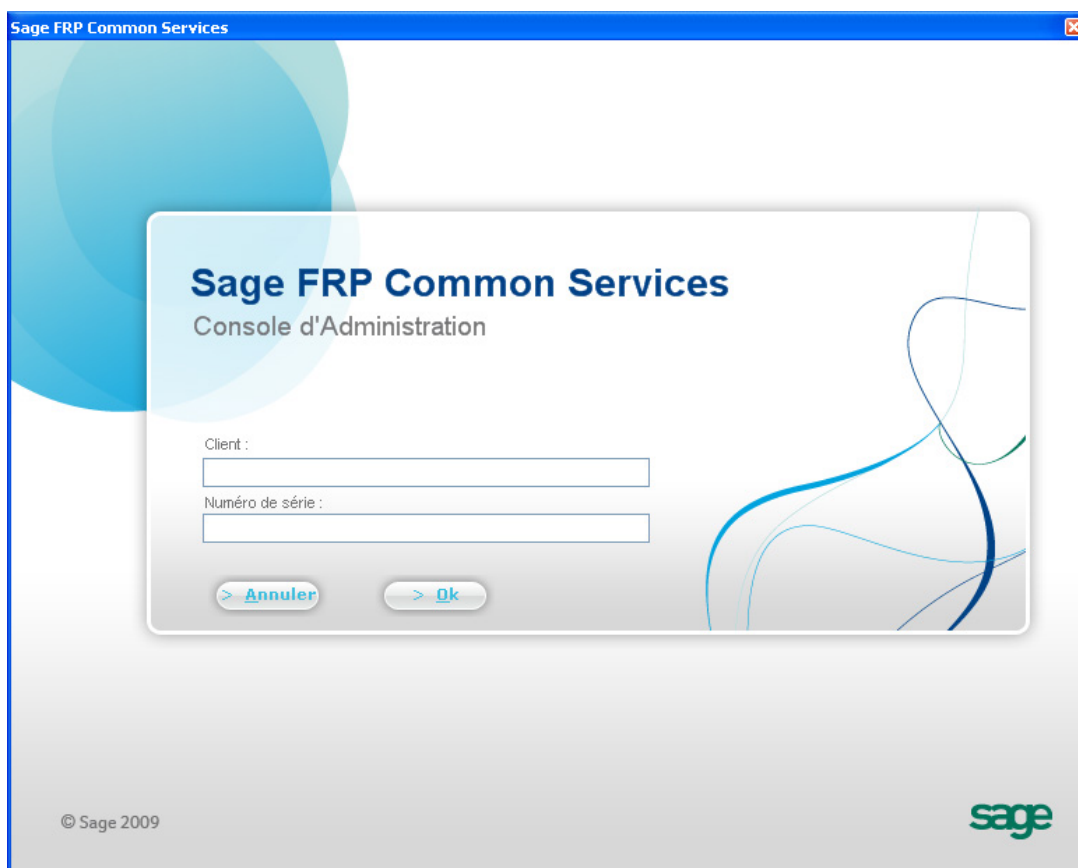 Sage FRP Common Services
Sage FRP Common Services
Console d'Administration
Client :
Numéro de série :
> Annuler
> Ok
© Sage 2009
sage